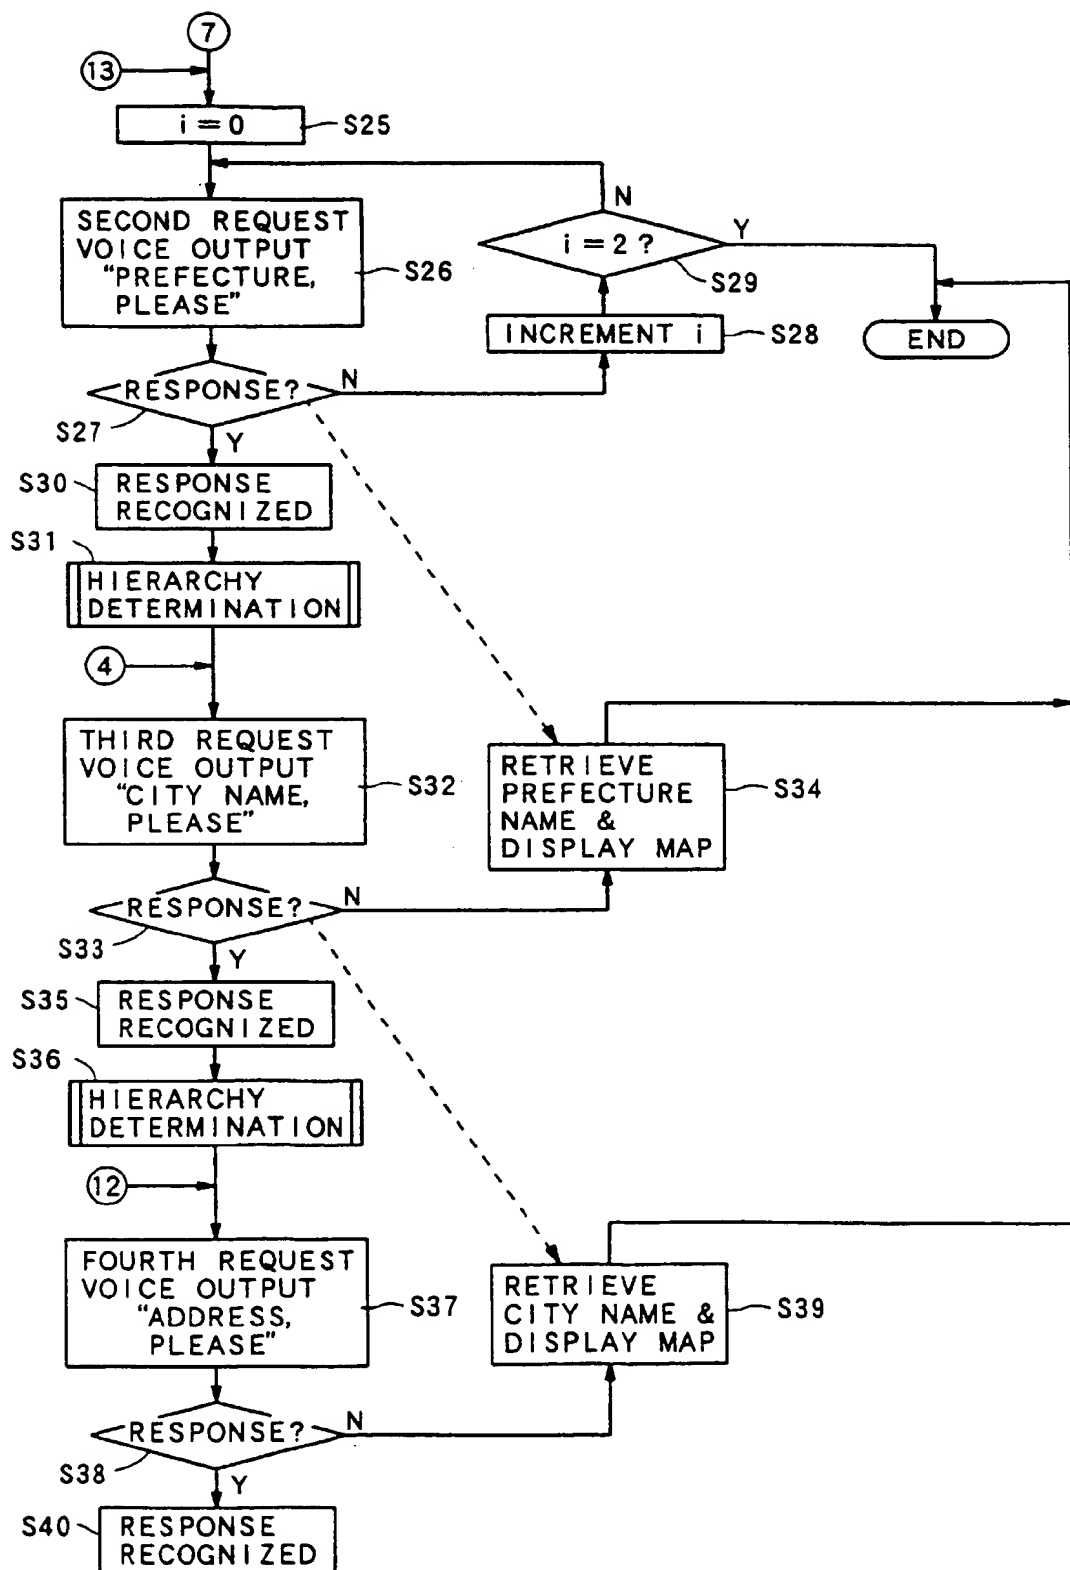 7
13
i = 0
S25
SECOND REQUEST
VOICE OUTPUT
"PREFECTURE,
PLEASE"
S26
N
i = 2 ?
Y
S29
INCREMENT i
S28
END
RESPONSE?
N
S27
Y
S30
RESPONSE
RECOGNIZED
S31
HIERARCHY
DETERMINATION
4
THIRD REQUEST
VOICE OUTPUT
"CITY NAME,
PLEASE"
S32
RETRIEVE
PREFECTURE
NAME &
DISPLAY MAP
S34
RESPONSE?
N
S33
Y
S35
RESPONSE
RECOGNIZED
S36
HIERARCHY
DETERMINATION
12
FOURTH REQUEST
VOICE OUTPUT
"ADDRESS,
PLEASE"
S37
RETRIEVE
CITY NAME &
DISPLAY MAP
S39
RESPONSE?
N
S38
Y
S40
RESPONSE
RECOGNIZED